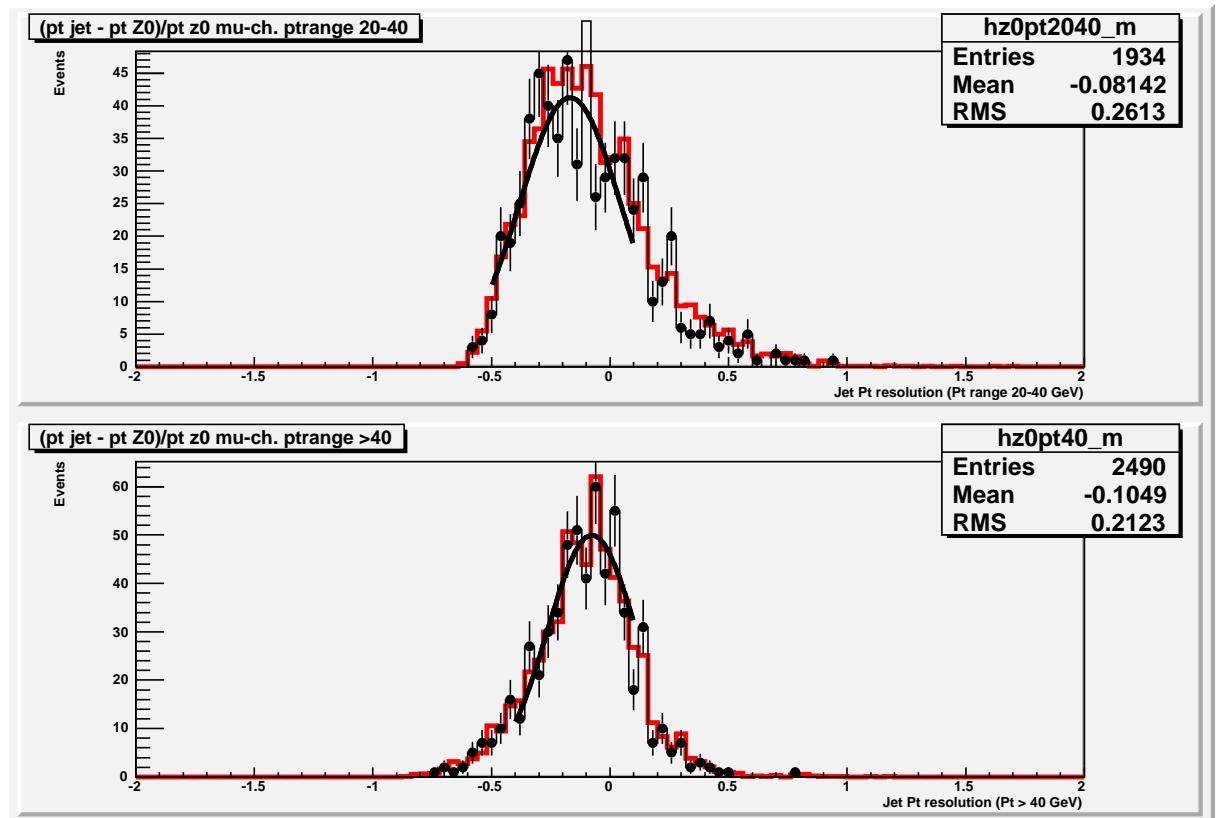 (pt jet - pt Z0)/pt z0 mu-ch. ptrange 20-40
hz0pt2040_m
Entries 1934
Mean -0.08142
RMS 0.2613
Events
45
40
35
30
25
20
15
10
5
0
-2 -1.5 -1 -0.5 0 0.5 1 1.5 2
Jet Pt resolution (Pt range 20-40 GeV)
(pt jet - pt Z0)/pt z0 mu-ch. ptrange >40
hz0pt40_m
Entries 2490
Mean -0.1049
RMS 0.2123
Events
60
50
40
30
20
10
0
-2 -1.5 -1 -0.5 0 0.5 1 1.5 2
Jet Pt resolution (Pt > 40 GeV)